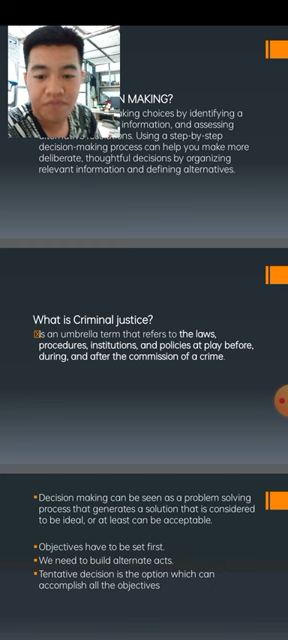 N MAKING?
king choices by identifying a
information, and assessing
ons. Using a step-by-step
decision-making process can help you make more
deliberate, thoughtful decisions by organizing
relevant information and defining alternatives.
What is Criminal justice?
is an umbrella term that refers to the laws,
procedures, institutions, and policies at play before,
during, and after the commission of a crime.
▪Decision making can be seen as a problem solving
process that generates a solution that is considered
to be ideal, or at least can be acceptable.
▪Objectives have to be set first.
▪We need to build alternate acts.
▪Tentative decision is the option which can
accomplish all the objectives